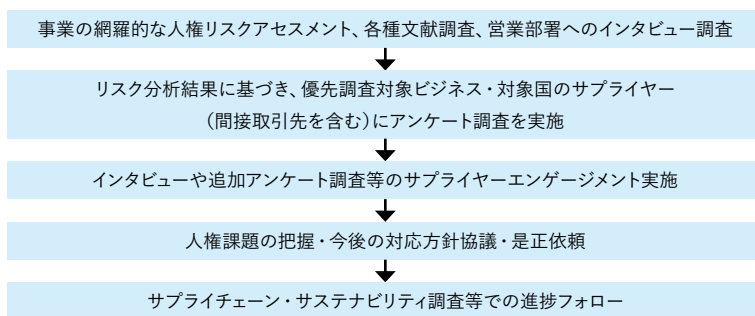 事業の網羅的な人権リスクアセスメント、各種文献調査、営業部署へのインタビュー調査
リスク分析結果に基づき、優先調査対象ビジネス・対象国のサプライヤー
（間接取引先を含む）にアンケート調査を実施
インタビューや追加アンケート調査等のサプライヤーエンゲージメント実施
人権課題の把握・今後の対応方針協議・是正依頼
サプライチェーン・サステナビリティ調査等での進捗フォロー